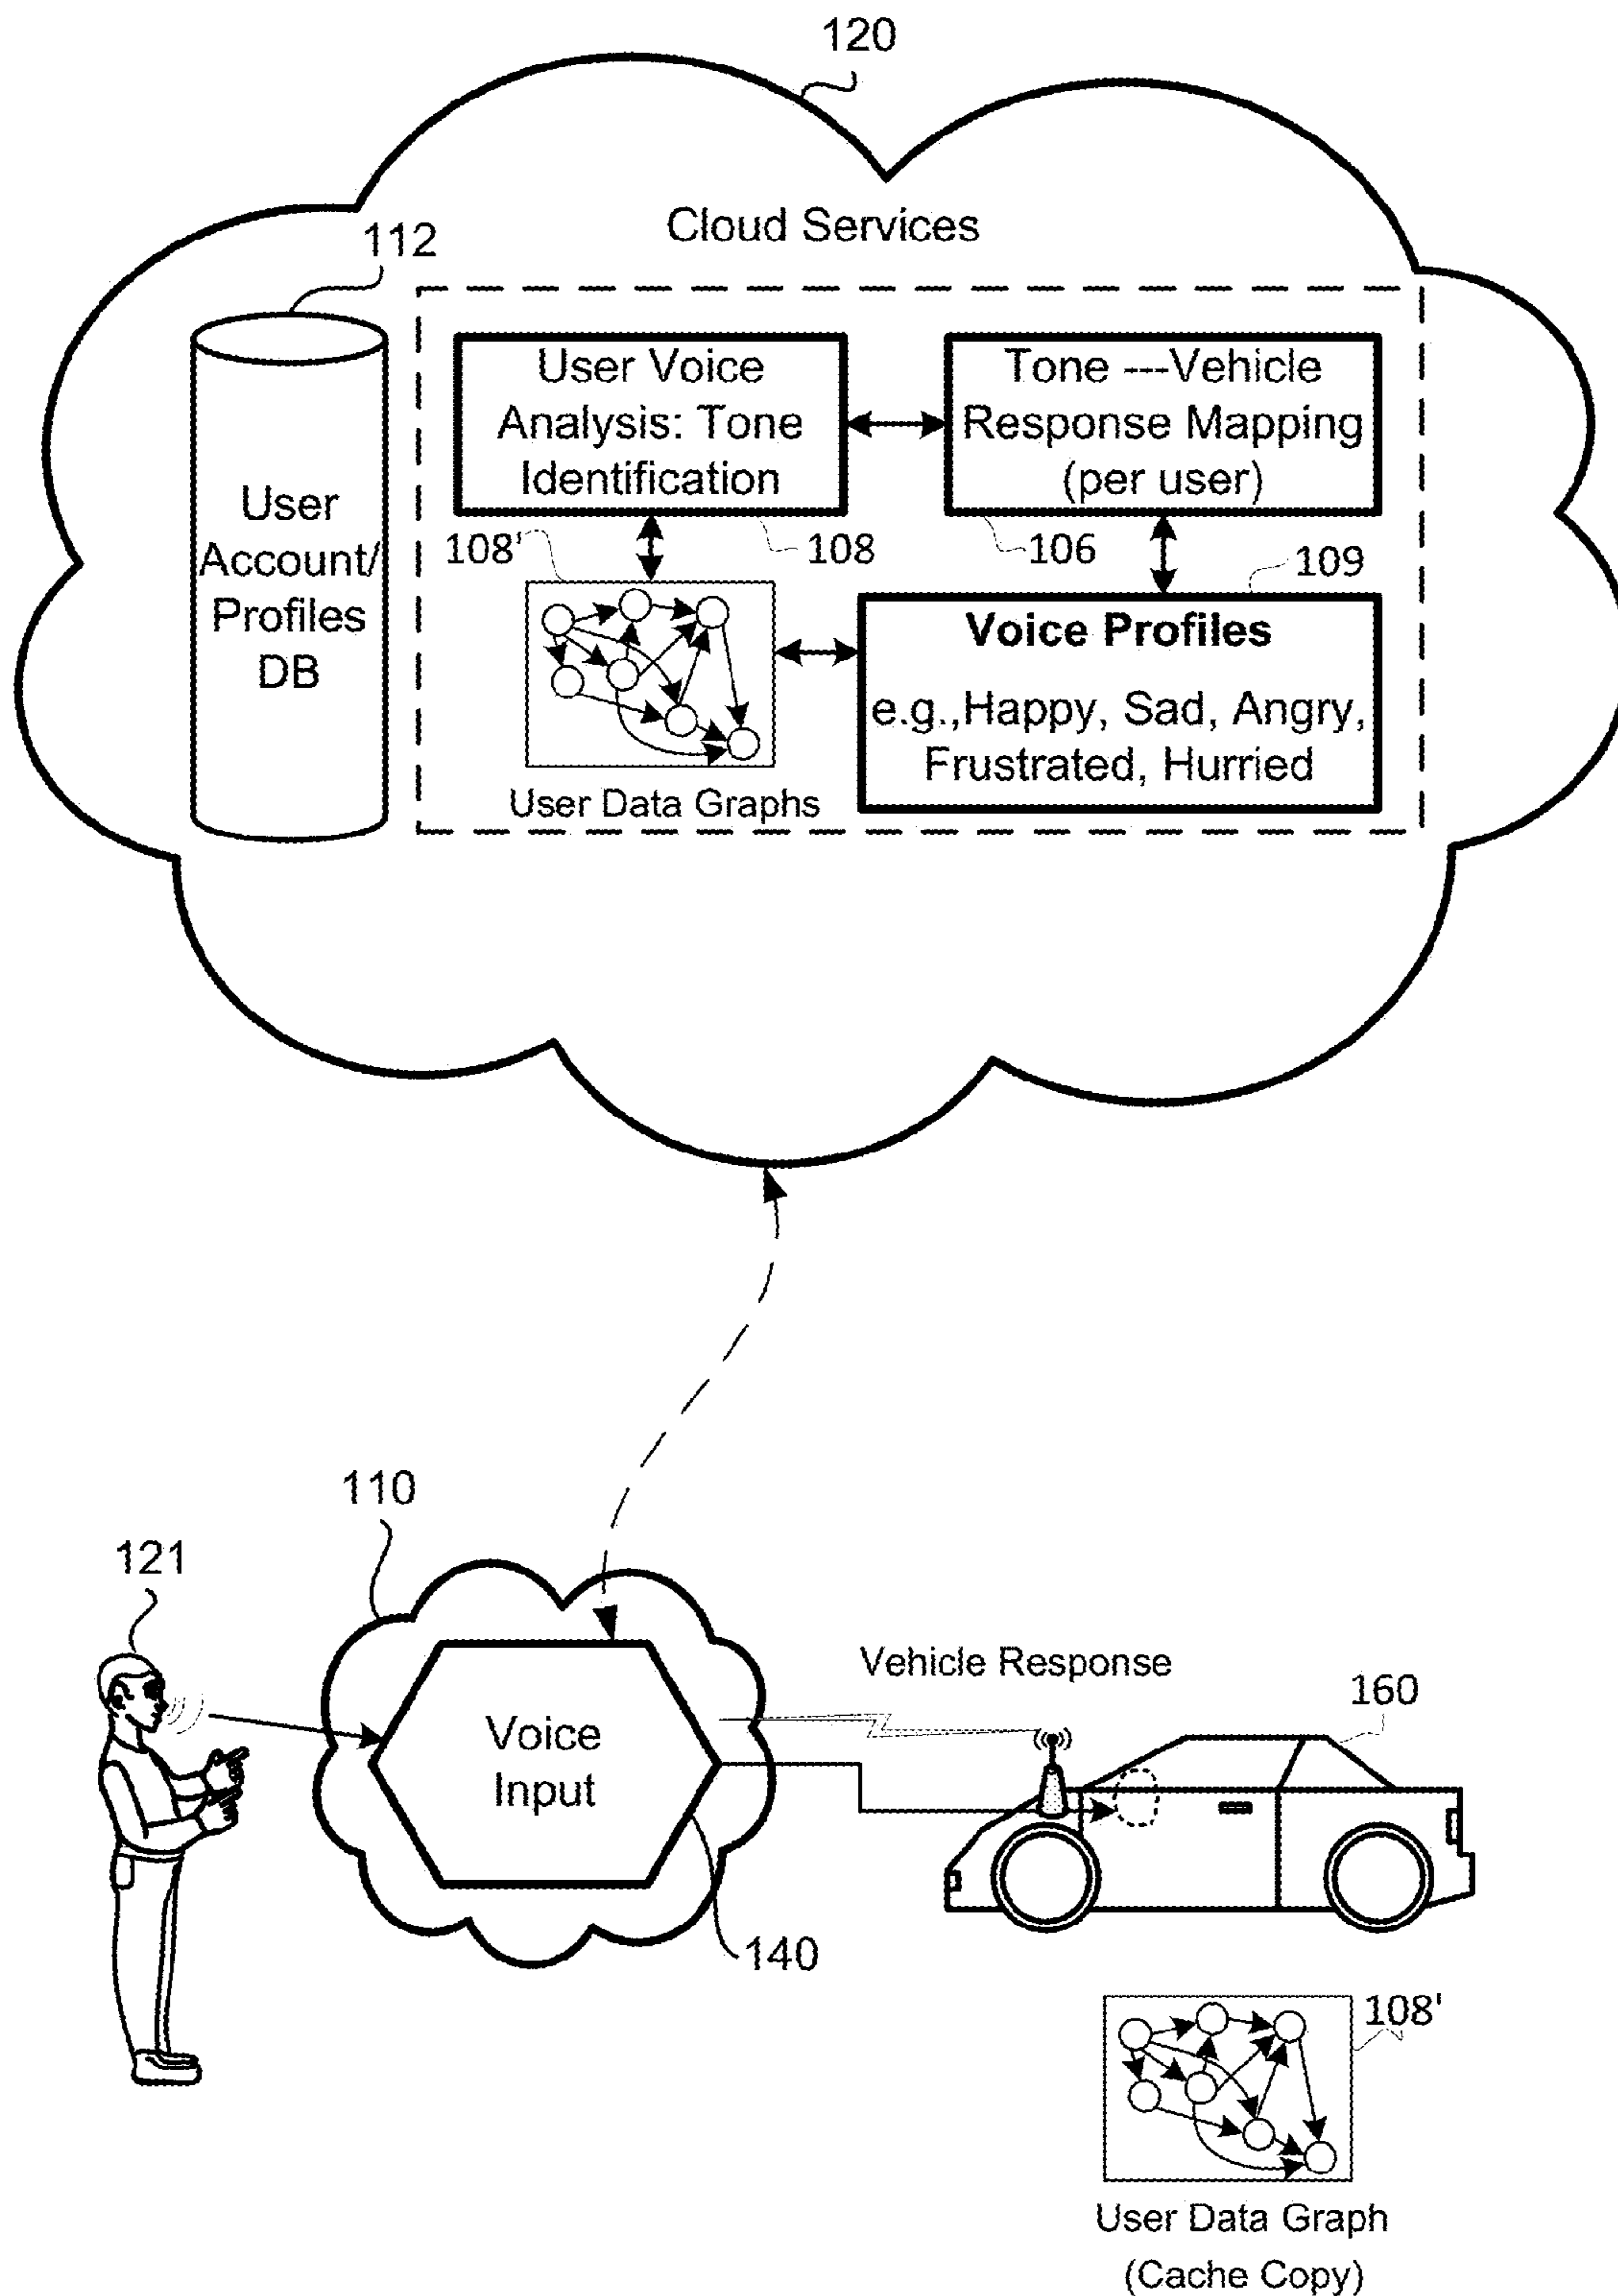 120
Cloud Services
112
User
Account/
Profiles
DB
User Voice
Analysis: Tone
Identification
Tone ---Vehicle
Response Mapping
(per user)
108'
108
106
109
Voice Profiles
e.g.,Happy, Sad, Angry,
Frustrated, Hurried
User Data Graphs
110
121
Voice
Input
Vehicle Response
160
140
108'
User Data Graph
(Cache Copy)